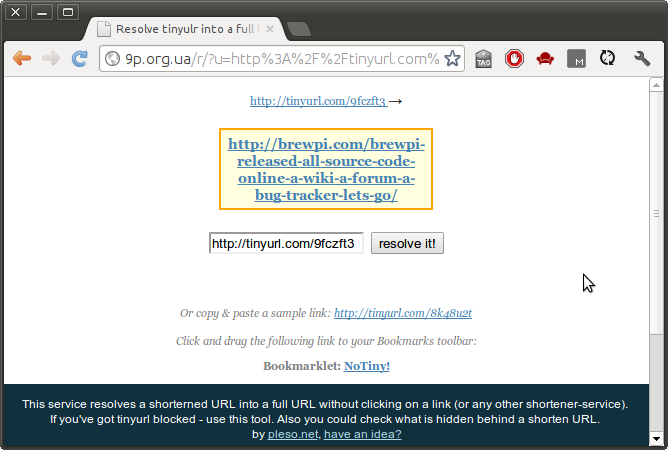 Resolve tinyulr into a full
9p.org.ua/r/?u=http%3A%2F%2Ftinyurl.com%
TAG
M
http://tinyurl.com/9fczft3 →
http://brewpi.com/brewpi-
released-all-source-code-
online-a-wiki-a-forum-a-
bug-tracker-lets-go/
http://tinyurl.com/9fczft3 resolve it!
Or copy & paste a sample link: http://tinyurl.com/8k48u2t
Click and drag the following link to your Bookmarks toolbar:
Bookmarklet: NoTiny!
This service resolves a shorterned URL into a full URL without clicking on a link (or any other shortener-service).
If you've got tinyurl blocked - use this tool. Also you could check what is hidden behind a shorten URL.
by pleso.net, have an idea?